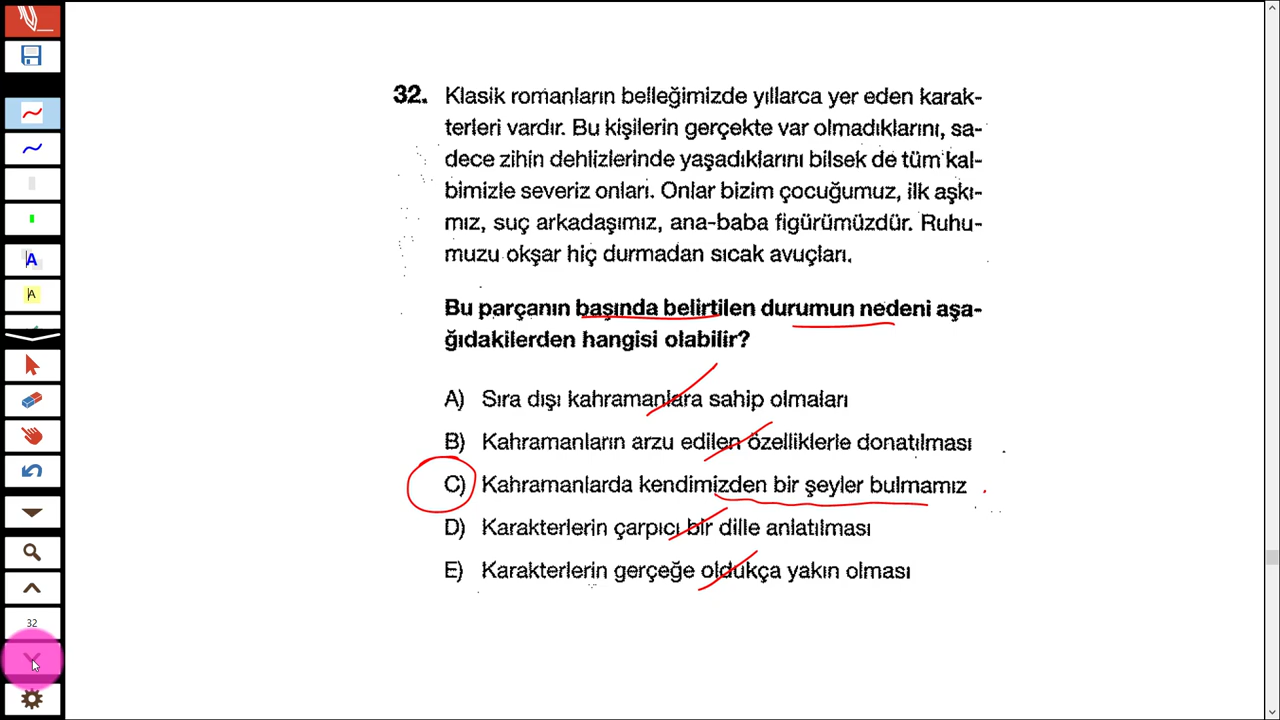 32. Klasik romanların belleğimizde yıllarca yer eden karak-
terleri vardır. Bu kişilerin gerçekte var olmadıklarını, sa-
dece zihin dehlizlerinde yaşadıklarını bilsek de tüm kal-
bimizle severiz onları. Onlar bizim çocuğumuz, ilk aşkı-
mız, suç arkadaşımız, ana-baba figürümüzdür. Ruhu-
muzu okşar hiç durmadan sıcak avuçları.
Bu parçanın başında belirtilen durumun nedeni aşa-
ğıdakilerden hangisi olabilir?
A) Sıra dışı kahramanlara sahip olmaları
B) Kahramanların arzu edilen özelliklerle donatılması
C) Kahramanlarda kendimizden bir şeyler bulmamız
D) Karakterlerin çarpıcı bir dille anlatılması
E) Karakterlerin gerçeğe oldukça yakın olması
A
A
32